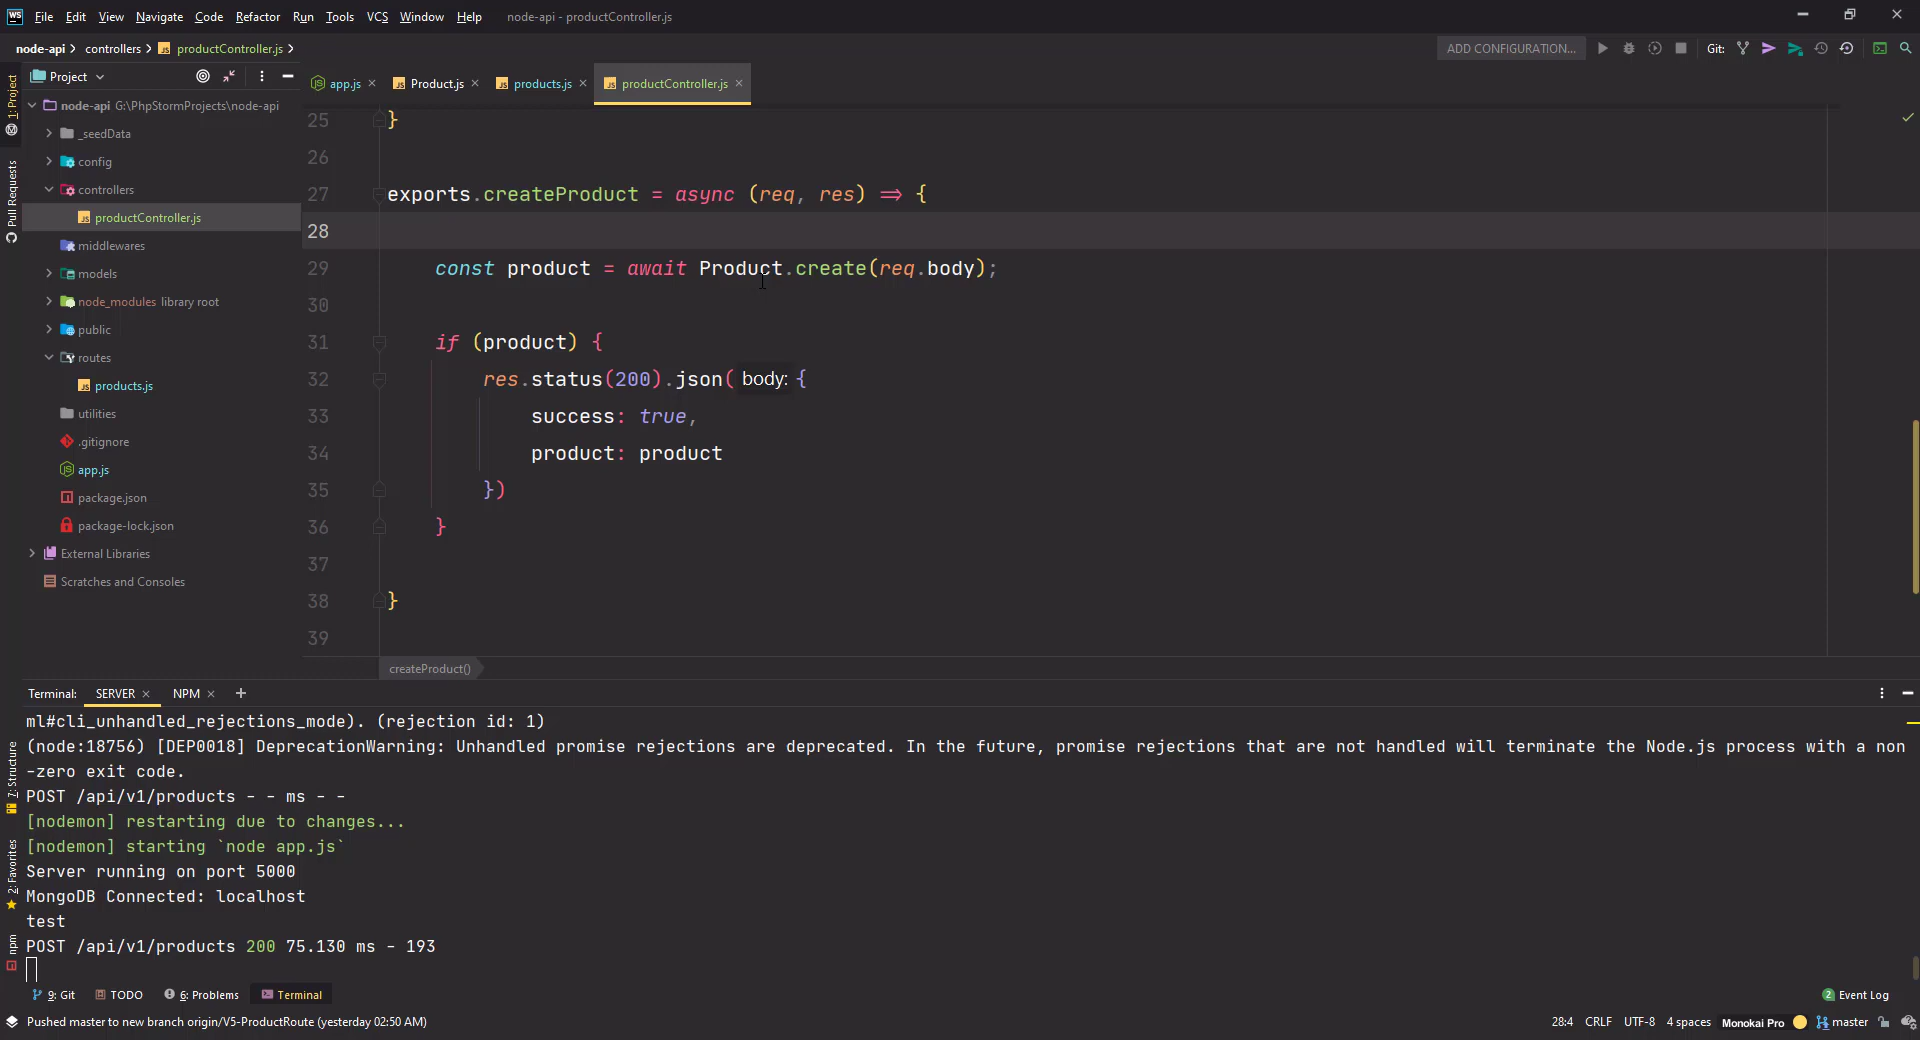 File Edit View Navigate Code Refactor Run Tools VCS Window Help node-api - productController.js
node-api controllers productController.js ADD CONFIGURATION... Git:
Project
app.js Product.js products.js productController.js
node-api G:\PhpStormProjects\node-api
_seedData
config
controllers
productController.js
middlewares
models
node_modules library root
public
routes
products.js
utilities
.gitignore
app.js
package.json
package-lock.json
External Libraries
Scratches and Consoles
1: Project
Pull Requests
7: Structure
2: Favorites
npm
25 }
26
27 exports.createProduct = async (req, res) => {
28
29 const product = await Product.create(req.body);
30
31 if (product) {
32 res.status(200).json( body: {
33 success: true,
34 product: product
35 })
36 }
37
38 }
39
createProduct()
Terminal: SERVER NPM
ml#cli_unhandled_rejections_mode). (rejection id: 1)
(node:18756) [DEP0018] DeprecationWarning: Unhandled promise rejections are deprecated. In the future, promise rejections that are not handled will terminate the Node.js process with a non
-zero exit code.
POST /api/v1/products - - ms - -
[nodemon] restarting due to changes...
[nodemon] starting `node app.js`
Server running on port 5000
MongoDB Connected: localhost
test
POST /api/v1/products 200 75.130 ms - 193
9: Git TODO 6: Problems Terminal 2 Event Log
Pushed master to new branch origin/V5-ProductRoute (yesterday 02:50 AM) 28:4 CRLF UTF-8 4 spaces Monokai Pro master